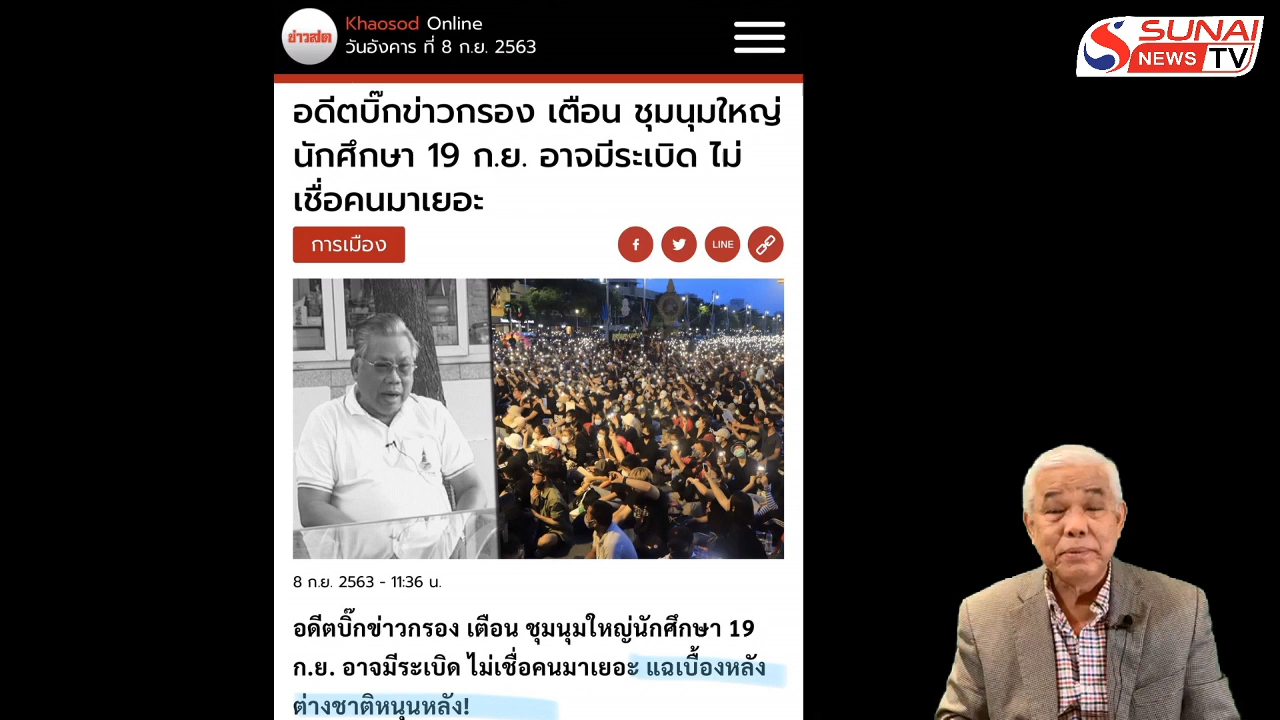 ข่าวสด
Khaosod Online
วันอังคาร ที่ 8 ก.ย. 2563
SUNAI
NEWS TV
อดีตบิ๊กข่าวกรอง เตือน ชุมนุมใหญ่
นักศึกษา 19 ก.ย. อาจมีระเบิด ไม่
เชื่อคนมาเยอะ
การเมือง
LINE
8 ก.ย. 2563 - 11:36 น.
อดีตบิ๊กข่าวกรอง เตือน ชุมนุมใหญ่นักศึกษา 19
ก.ย. อาจมีระเบิด ไม่เชื่อคนมาเยอะ แฉเบื้องหลัง
ต่างชาติหนุนหลัง!